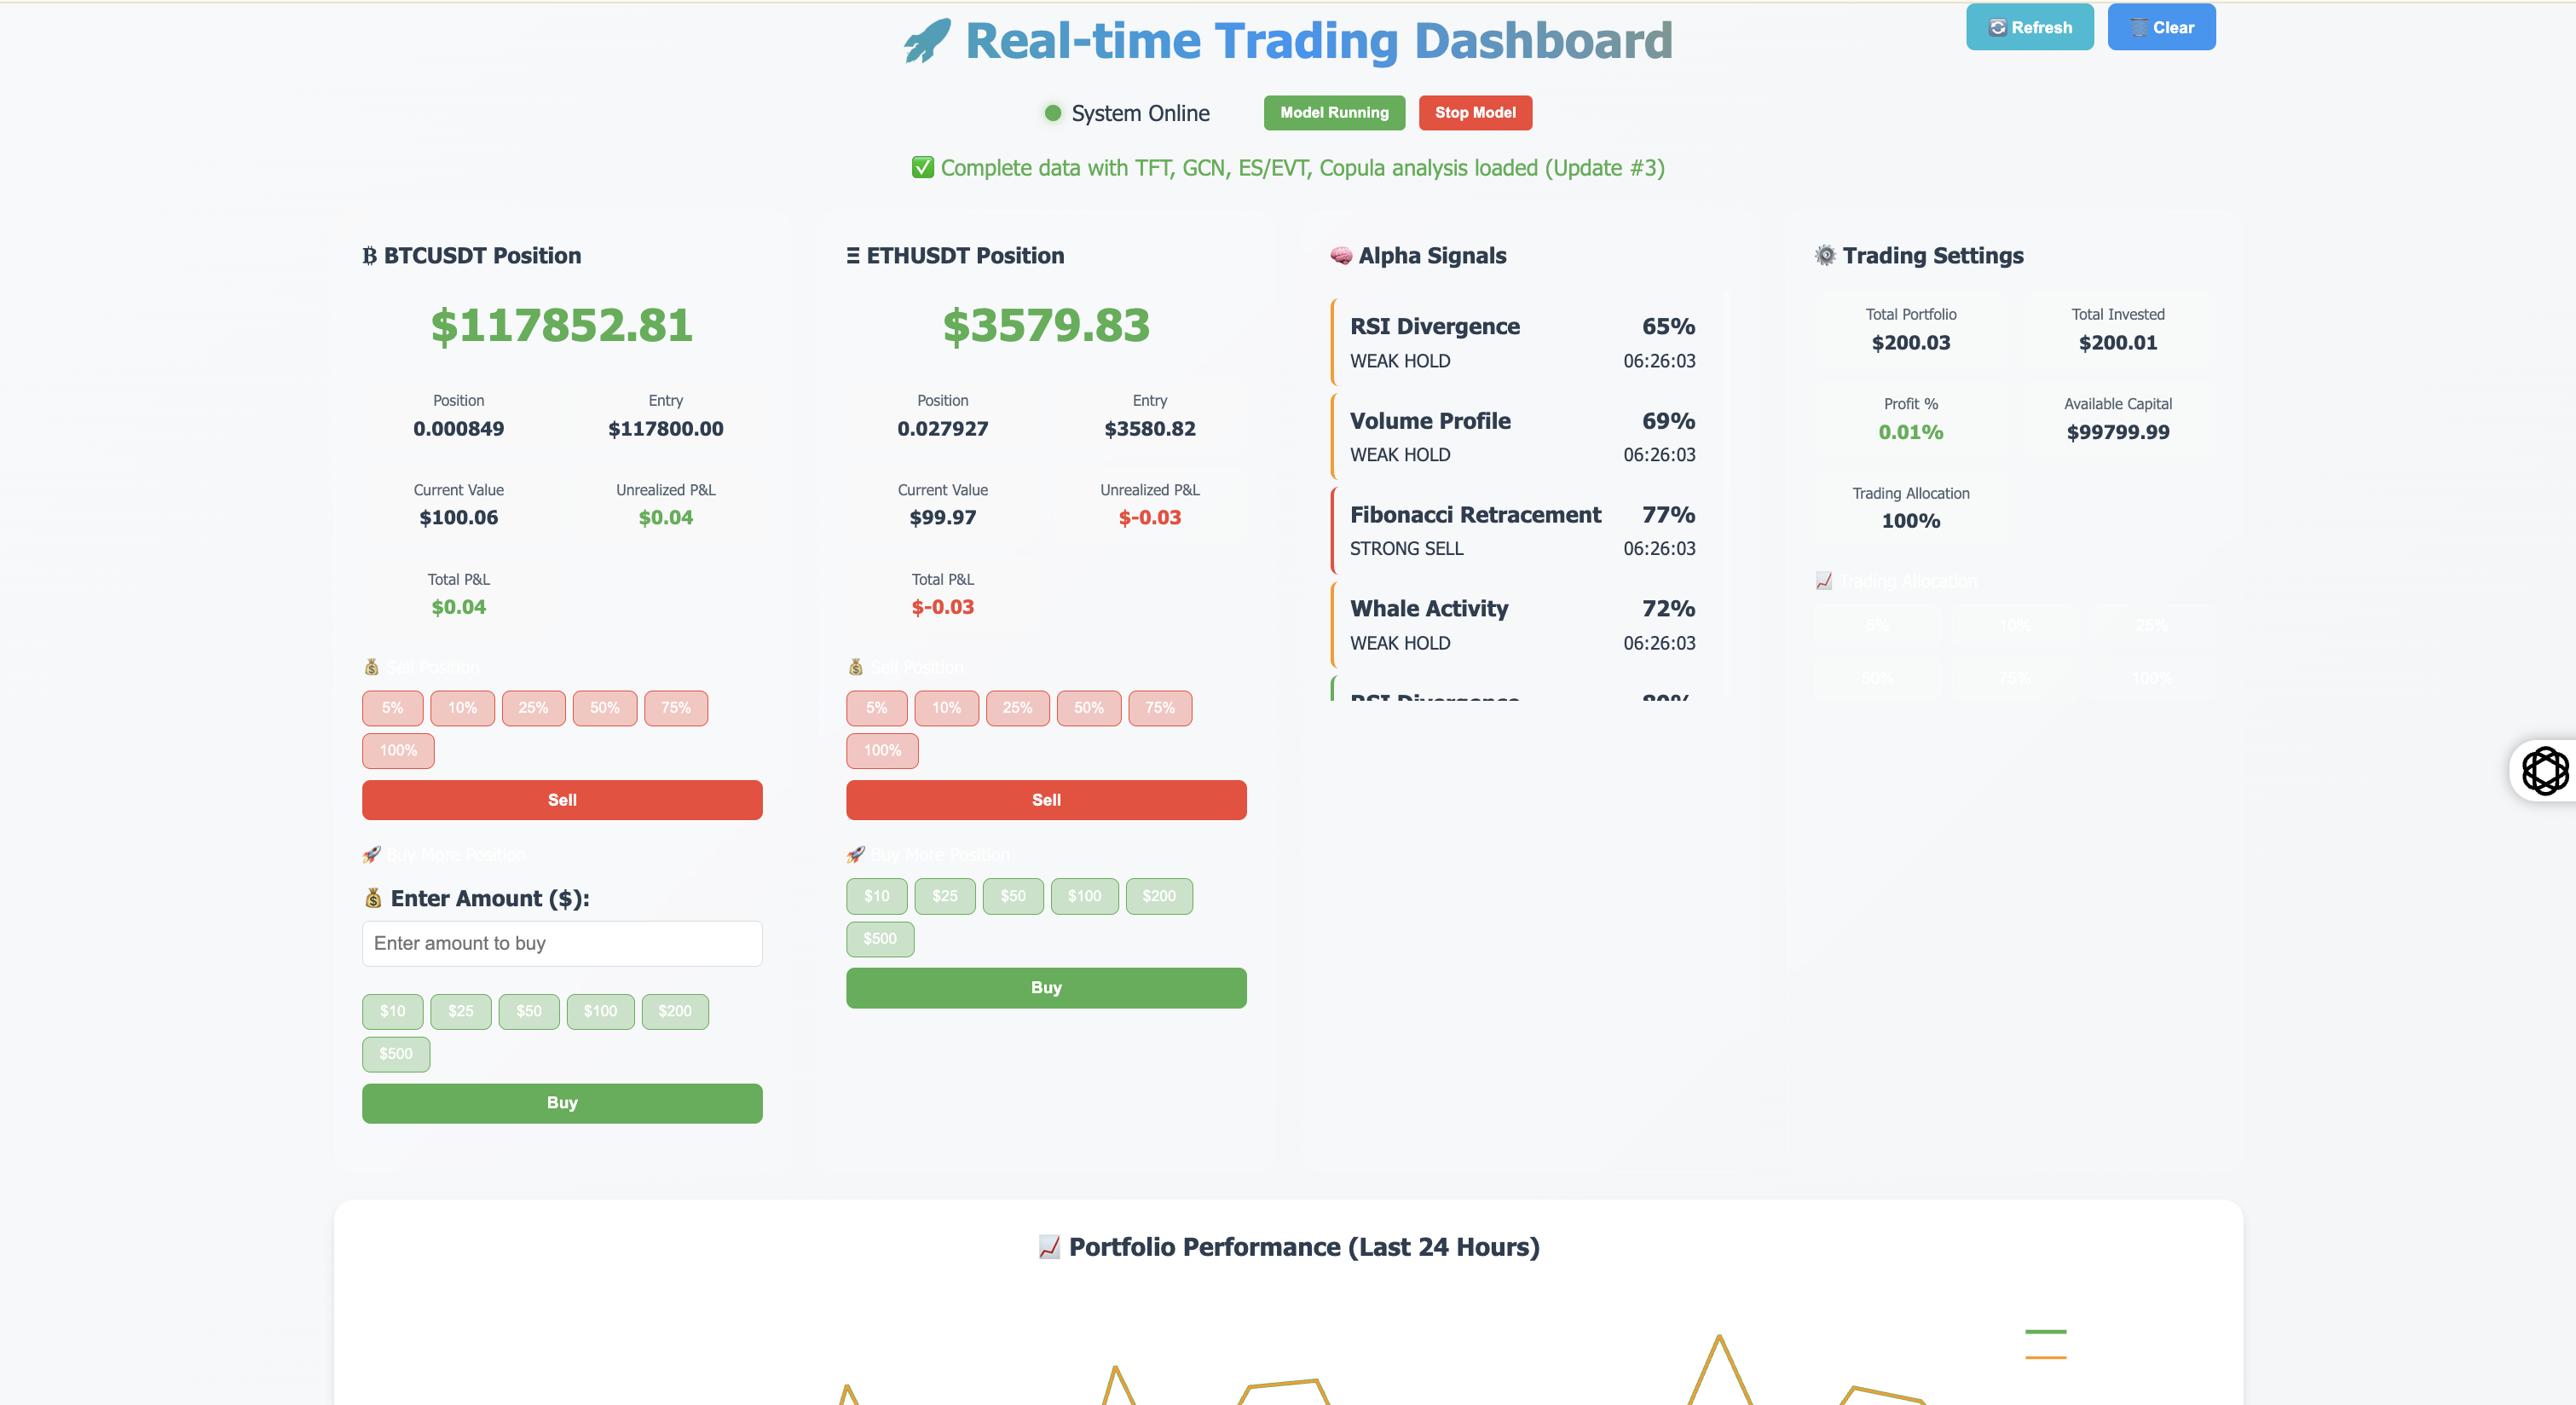 Real-time Trading Dashboard
Refresh
Clear
System Online
Model Running
Stop Model
Complete data with TFT, GCN, ES/EVT, Copula analysis loaded (Update #3)
₿ BTCUSDT Position
$117852.81
Position
Entry
0.000849
$117800.00
Current Value
Unrealized P&L
$100.06
$0.04
Total P&L
$0.04
Sell Position
5%
10%
25%
50%
75%
100%
Sell
Buy More Position
Enter Amount ($):
Enter amount to buy
$10
$25
$50
$100
$200
$500
Buy
Ξ ETHUSDT Position
$3579.83
Position
Entry
0.027927
$3580.82
Current Value
Unrealized P&L
$99.97
$-0.03
Total P&L
$-0.03
Sell Position
5%
10%
25%
50%
75%
100%
Sell
Buy More Position
$10
$25
$50
$100
$200
$500
Buy
Alpha Signals
RSI Divergence 65%
WEAK HOLD 06:26:03
Volume Profile 69%
WEAK HOLD 06:26:03
Fibonacci Retracement 77%
STRONG SELL 06:26:03
Whale Activity 72%
WEAK HOLD 06:26:03
RSI Divergence 80%
Trading Settings
Total Portfolio
Total Invested
$200.03
$200.01
Profit %
Available Capital
0.01%
$99799.99
Trading Allocation
100%
Trading Allocation
5%
10%
25%
50%
75%
100%
Portfolio Performance (Last 24 Hours)